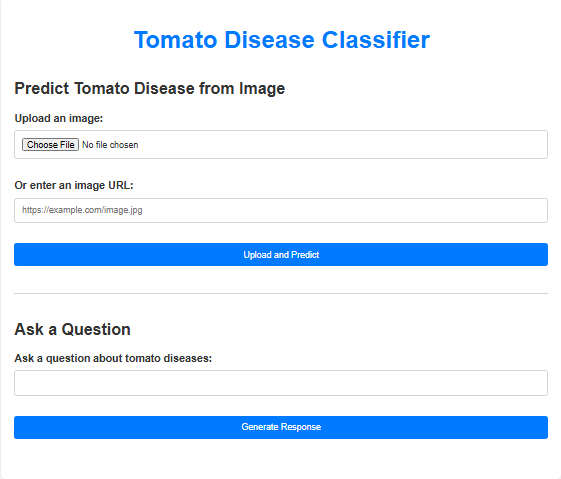 Tomato Disease Classifier
Predict Tomato Disease from Image
Upload an image:
Choose File No file chosen
Or enter an image URL:
https://example.com/image.jpg
Upload and Predict
Ask a Question
Ask a question about tomato diseases:
Generate Response